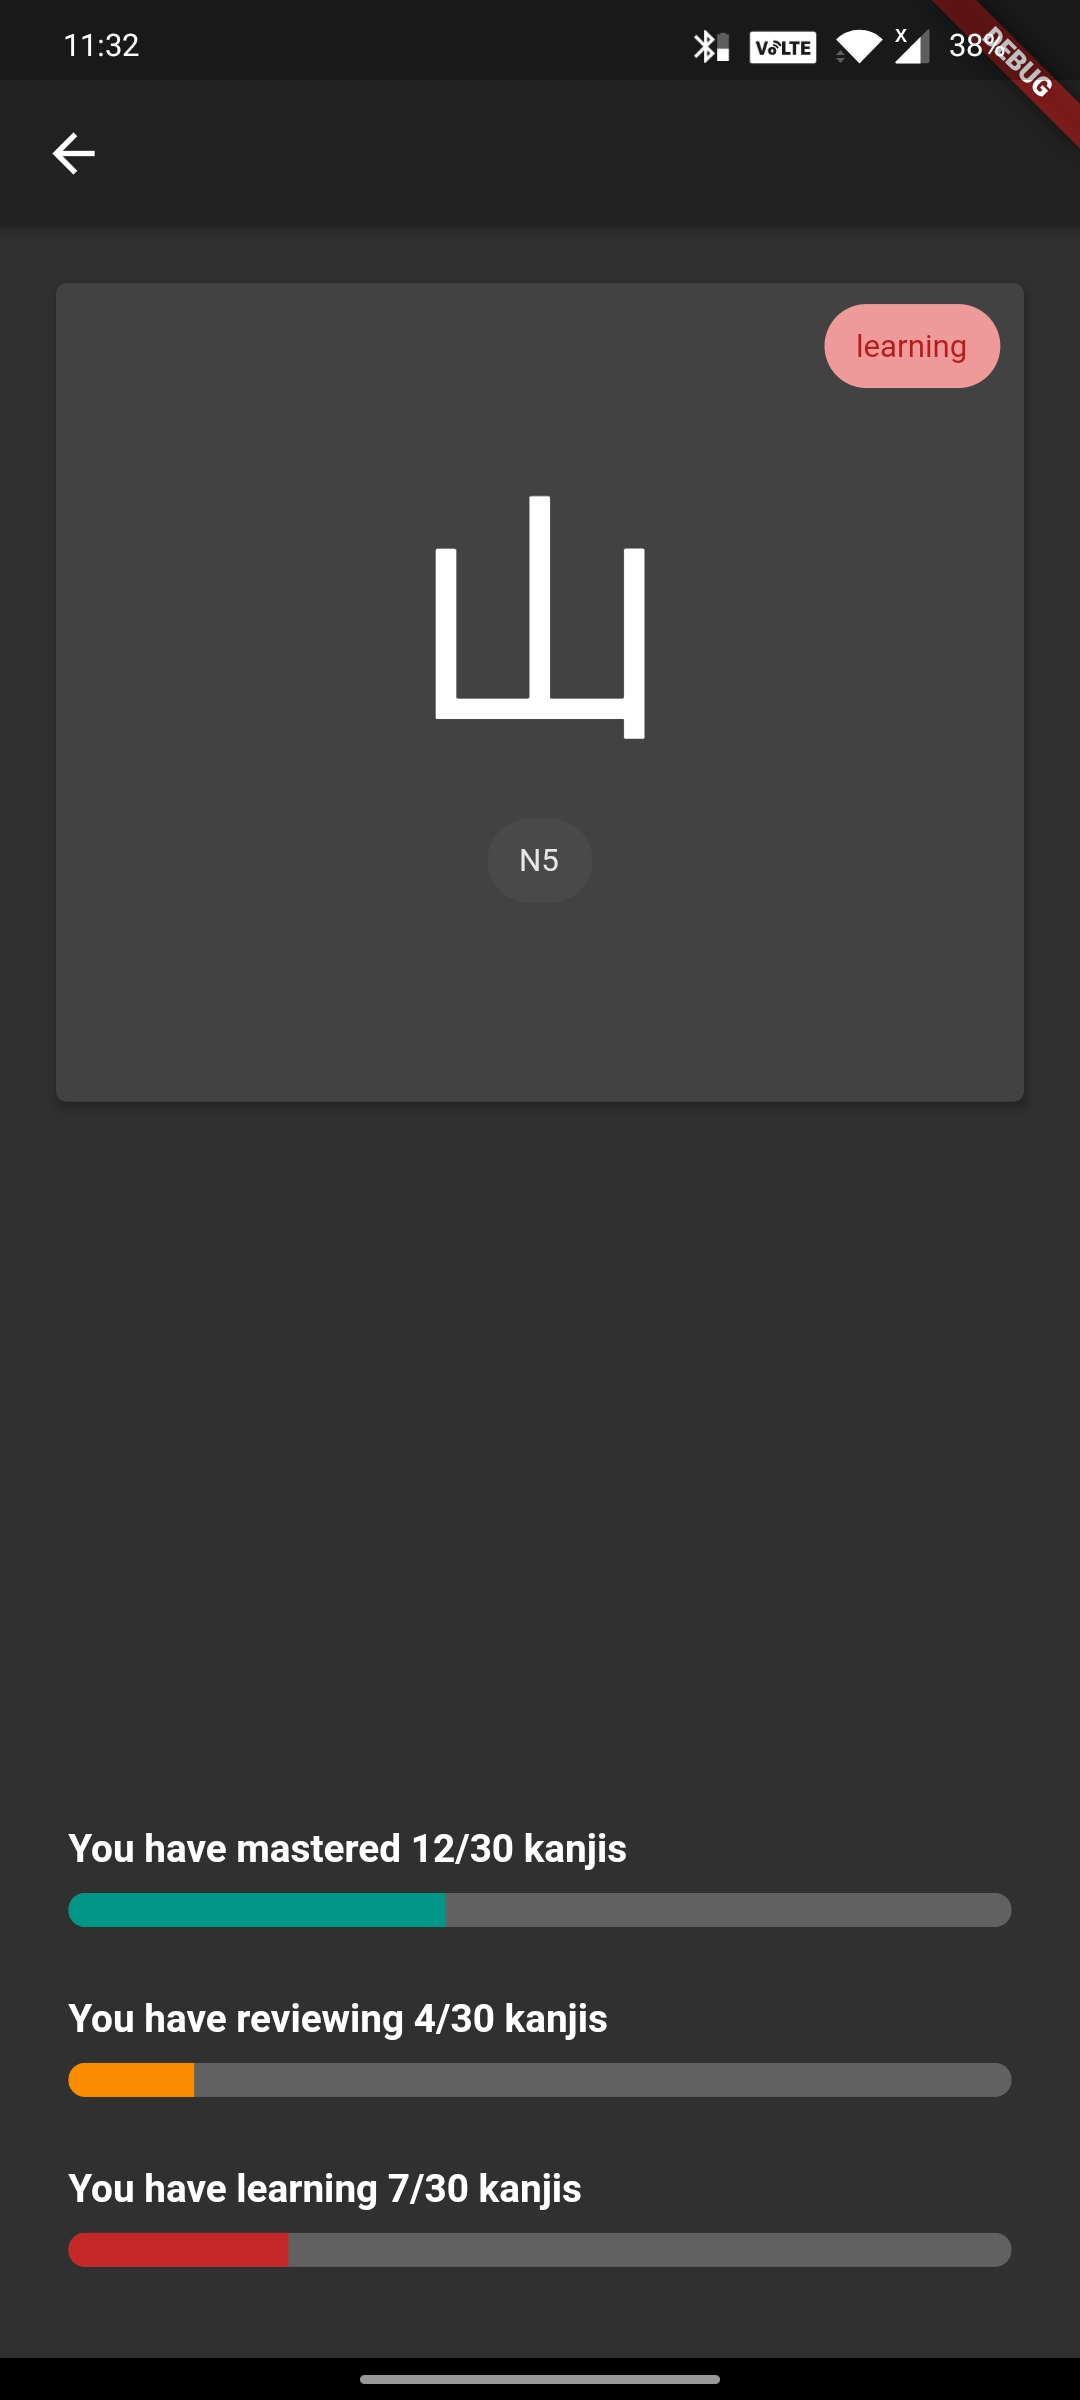 11:32
VoLTE
X
38%
DEBUG
learning
山
N5
You have mastered 12/30 kanjis
You have reviewing 4/30 kanjis
You have learning 7/30 kanjis